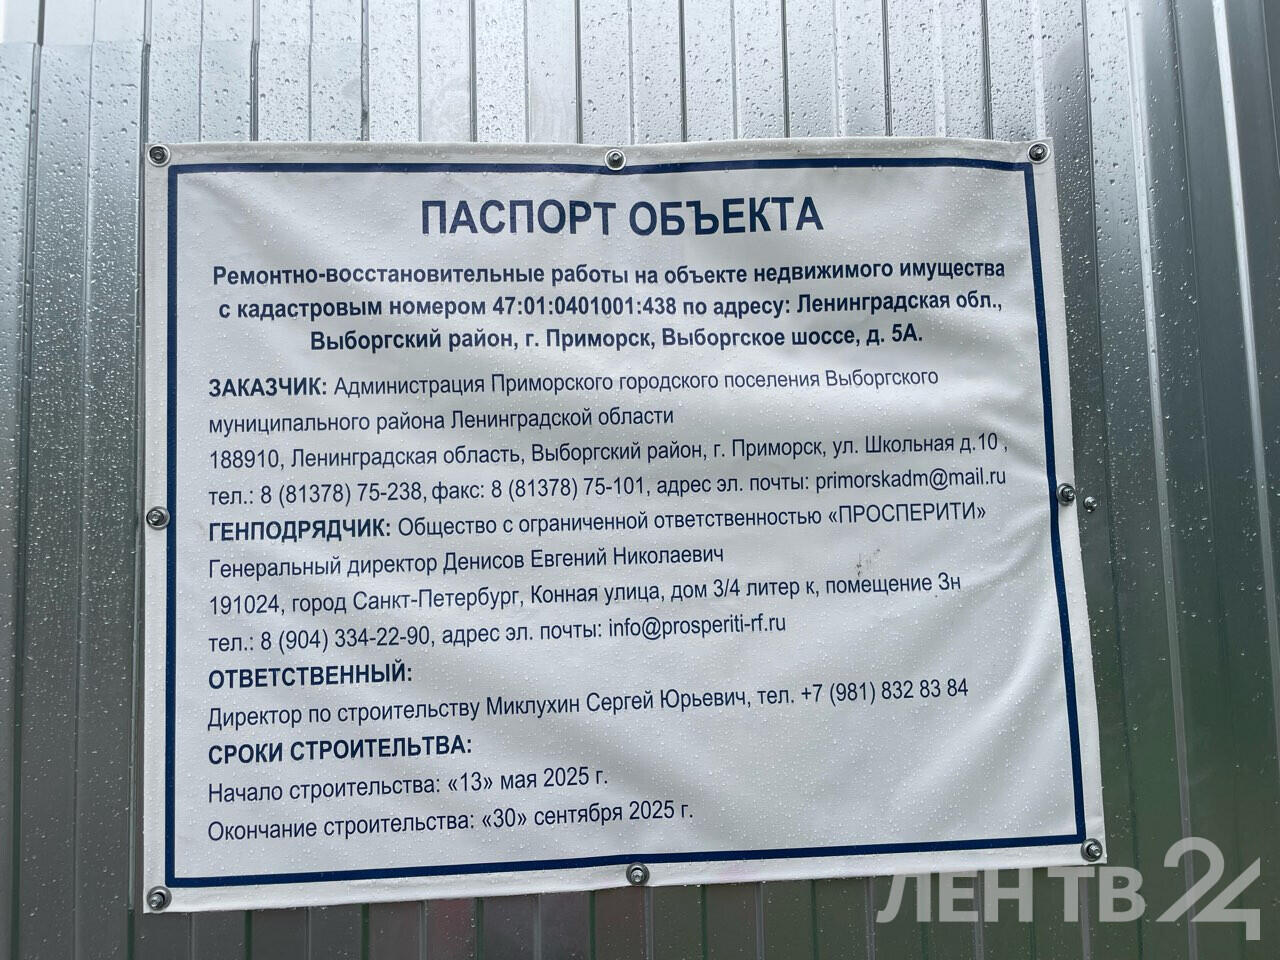 ПАСПОРТ ОБЪЕКТА
Ремонтно-восстановительные работы на объекте недвижимого имущества
с кадастровым номером 47:01:0401001:438 по адресу: Ленинградская обл.,
Выборгский район, г. Приморск, Выборгское шоссе, д. 5А.
ЗАКАЗЧИК: Администрация Приморского городского поселения Выборгского
муниципального района Ленинградской области
188910, Ленинградская область, Выборгский район, г. Приморск, ул. Школьная д.10 ,
тел.: 8 (81378) 75-238, факс: 8 (81378) 75-101, адрес эл. почты: primorskadm@mail.ru
ГЕНПОДРЯДЧИК: Общество с ограниченной ответственностью «ПРОСПЕРИТИ»
Генеральный директор Денисов Евгений Николаевич
191024, город Санкт-Петербург, Конная улица, дом 3/4 литер к, помещение 3н
тел.: 8 (904) 334-22-90, адрес эл. почты: info@prosperiti-rf.ru
ОТВЕТСТВЕННЫЙ:
Директор по строительству Миклухин Сергей Юрьевич, тел. +7 (981) 832 83 84
СРОКИ СТРОИТЕЛЬТВА:
Начало строительства: «13» мая 2025 г.
Окончание строительства: «30» сентября 2025 г.
ЛЕН ТВ 24